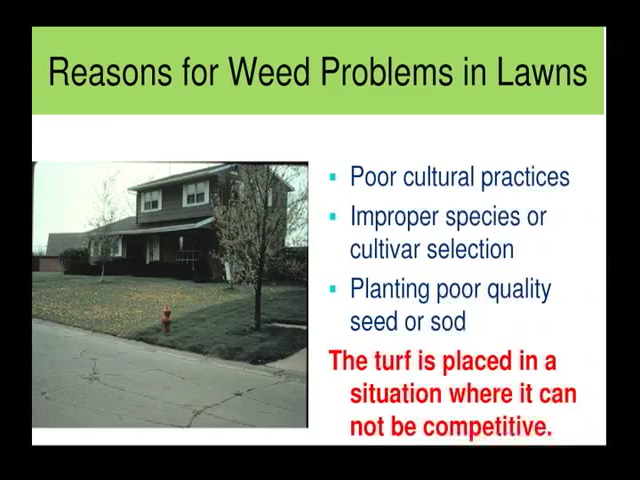 Reasons for Weed Problems in Lawns
▪ Poor cultural practices
▪ Improper species or
cultivar selection
▪ Planting poor quality
seed or sod
The turf is placed in a
situation where it can
not be competitive.